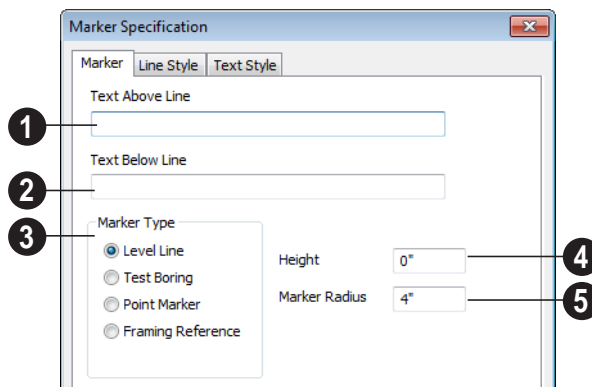 Marker Specification
Marker Line Style Text Style
Text Above Line
1
Text Below Line
2
3 Marker Type
Level Line
Test Boring
Point Marker
Framing Reference
Height 0" 4
Marker Radius 4" 5